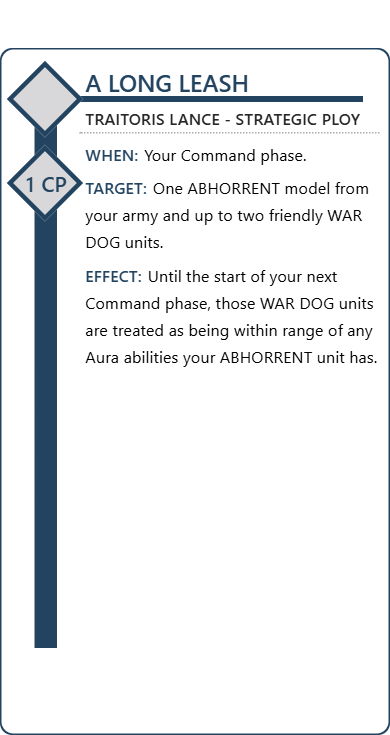 A LONG LEASH
TRAITORIS LANCE - STRATEGIC PLOY
WHEN: Your Command phase.
1 CP
TARGET: One ABHORRENT model from
your army and up to two friendly WAR
DOG units.
EFFECT: Until the start of your next
Command phase, those WAR DOG units
are treated as being within range of any
Aura abilities your ABHORRENT unit has.